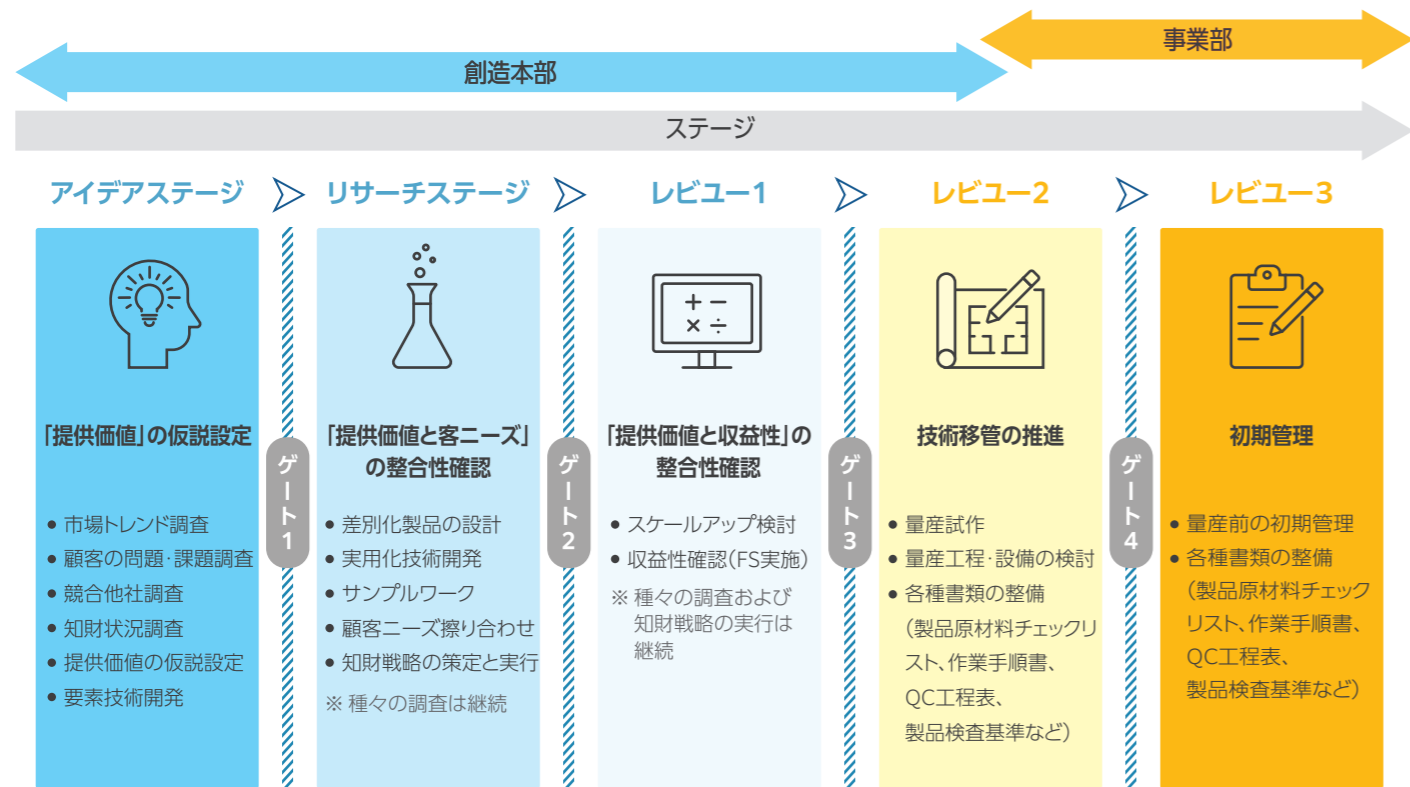 事業部
創造本部
ステージ
アイデアステージ
リサーチステージ
レビュー1
レビュー2
レビュー3
「提供価値」の仮説設定
• 市場トレンド調査
• 顧客の問題・課題調査
• 競合他社調査
• 知財状況調査
• 提供価値の仮説設定
• 要素技術開発
ゲート1
「提供価値と客ニーズ」
の整合性確認
• 差別化製品の設計
• 実用化技術開発
• サンプルワーク
• 顧客ニーズ擦り合わせ
• 知財戦略の策定と実行
※ 種々の調査は継続
ゲート2
「提供価値と収益性」の
整合性確認
• スケールアップ検討
• 収益性確認(FS実施)
※ 種々の調査および
知財戦略の実行は
継続
ゲート3
技術移管の推進
• 量産試作
• 量産工程・設備の検討
• 各種書類の整備
(製品原材料チェックリ
スト、作業手順書、
QC工程表、
製品検査基準など)
ゲート4
初期管理
• 量産前の初期管理
• 各種書類の整備
(製品原材料チェック
リスト、作業手順書、
QC工程表、
製品検査基準など)
+ −
× ÷